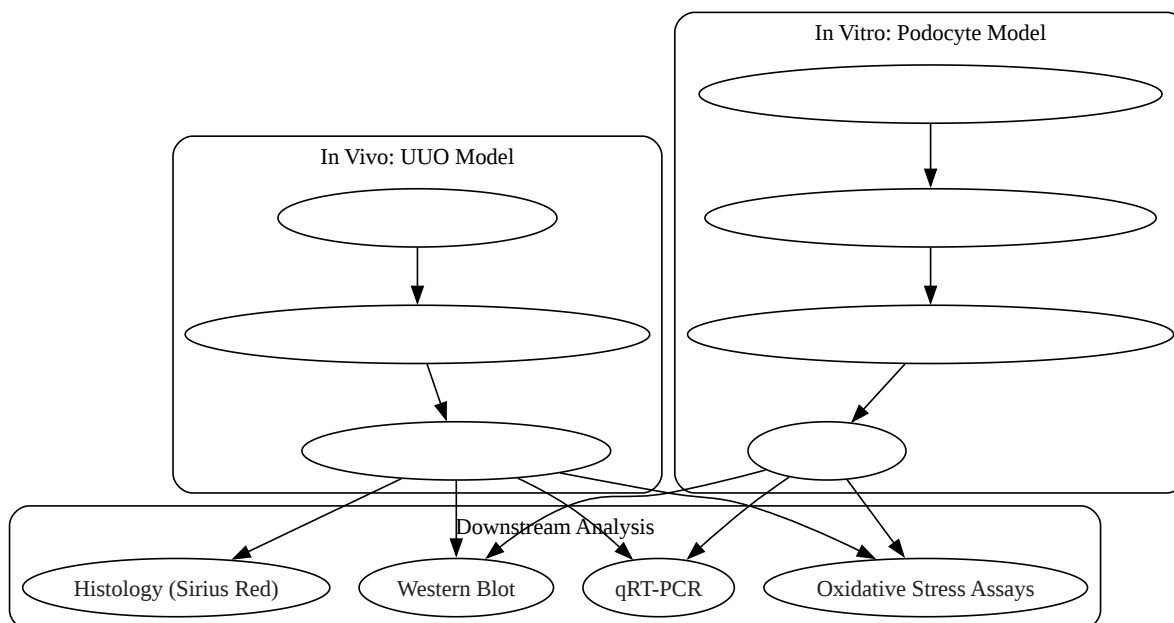 In Vitro: Podocyte Model
In Vivo: UUO Model
Downstream Analysis
Histology (Sirius Red)
Western Blot
qRT-PCR
Oxidative Stress Assays